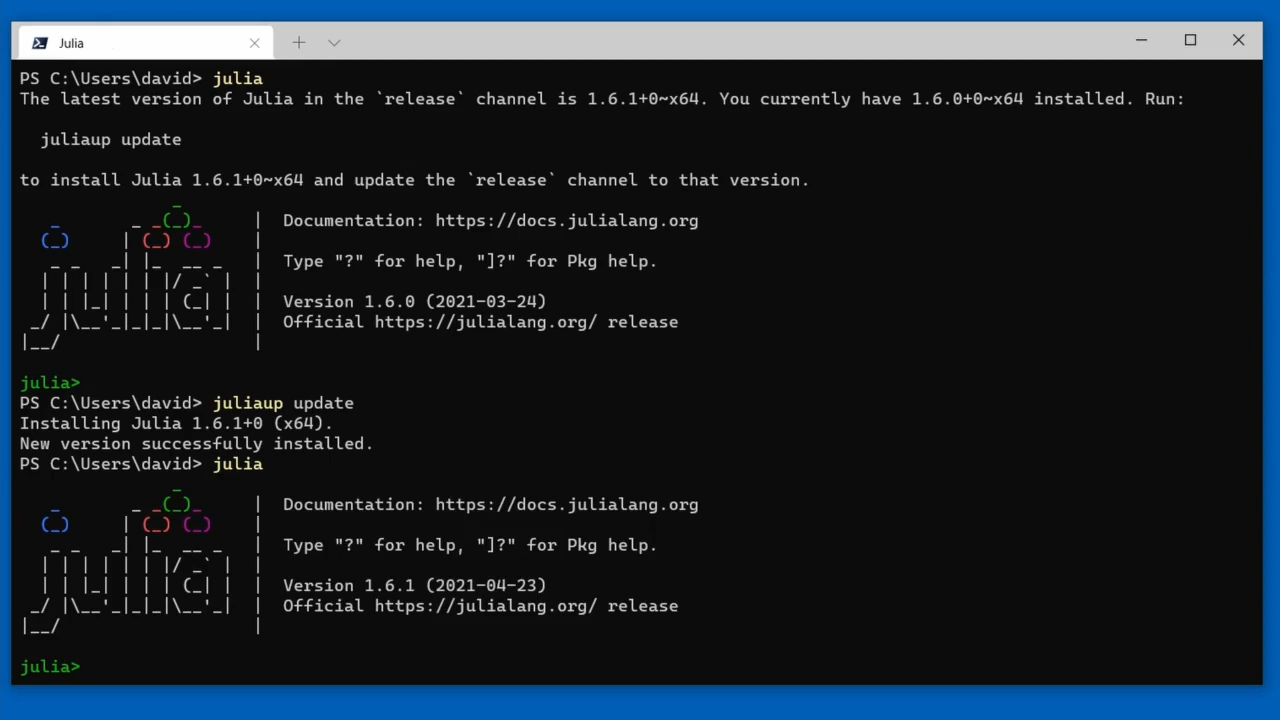 Julia
PS C:\Users\david> julia
The latest version of Julia in the `release` channel is 1.6.1+0~x64. You currently have 1.6.0+0~x64 installed. Run:
juliaup update
to install Julia 1.6.1+0~x64 and update the `release` channel to that version.
Documentation: https://docs.julialang.org
Type "?" for help, "]?" for Pkg help.
julia
Version 1.6.0 (2021-03-24)
Official https://julialang.org/ release
julia>
PS C:\Users\david> juliaup update
Installing Julia 1.6.1+0 (x64).
New version successfully installed.
PS C:\Users\david> julia
Documentation: https://docs.julialang.org
Type "?" for help, "]?" for Pkg help.
julia
Version 1.6.1 (2021-04-23)
Official https://julialang.org/ release
julia>